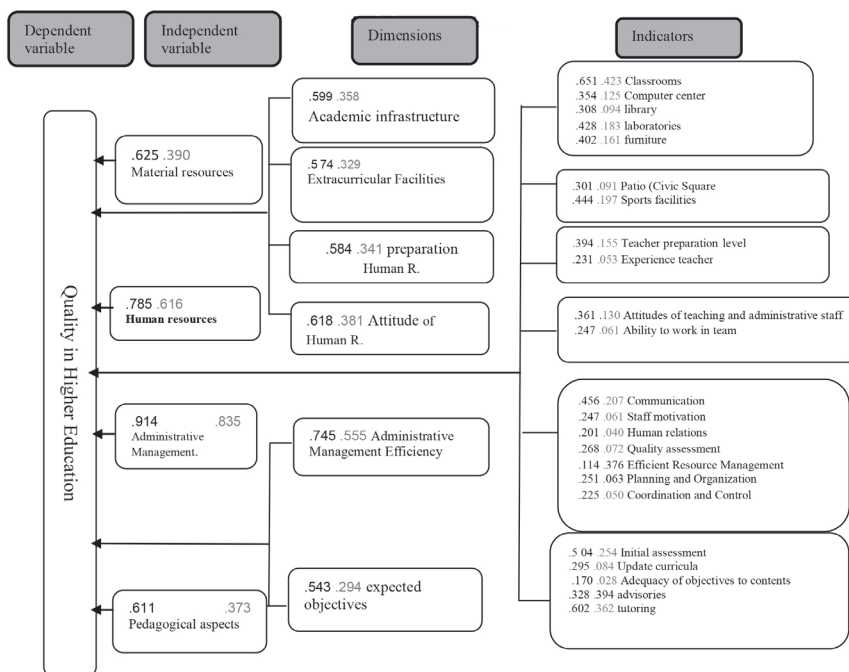 Dependent
variable
Independent
variable
Dimensions
Indicators
Quality in Higher Education
.625 .390
Material resources
.785 .616
Human resources
.914 .835
Administrative
Management.
.611 .373
Pedagogical aspects
.599 .358
Academic infrastructure
.5 74 .329
Extracurricular Facilities
.584 .341 preparation
Human R.
.618 .381 Attitude of
Human R.
.745 .555 Administrative
Management Efficiency
.543 .294 expected
objectives
.651 .423 Classrooms
.354 .125 Computer center
.308 .094 library
.428 .183 laboratories
.402 .161 furniture
.301 .091 Patio (Civic Square
.444 .197 Sports facilities
.394 .155 Teacher preparation level
.231 .053 Experience teacher
.361 .130 Attitudes of teaching and administrative staff
.247 .061 Ability to work in team
.456 .207 Communication
.247 .061 Staff motivation
.201 .040 Human relations
.268 .072 Quality assessment
.114 .376 Efficient Resource Management
.251 .063 Planning and Organization
.225 .050 Coordination and Control
.5 04 .254 Initial assessment
.295 .084 Update curricula
.170 .028 Adequacy of objectives to contents
.328 .394 advisories
.602 .362 tutoring